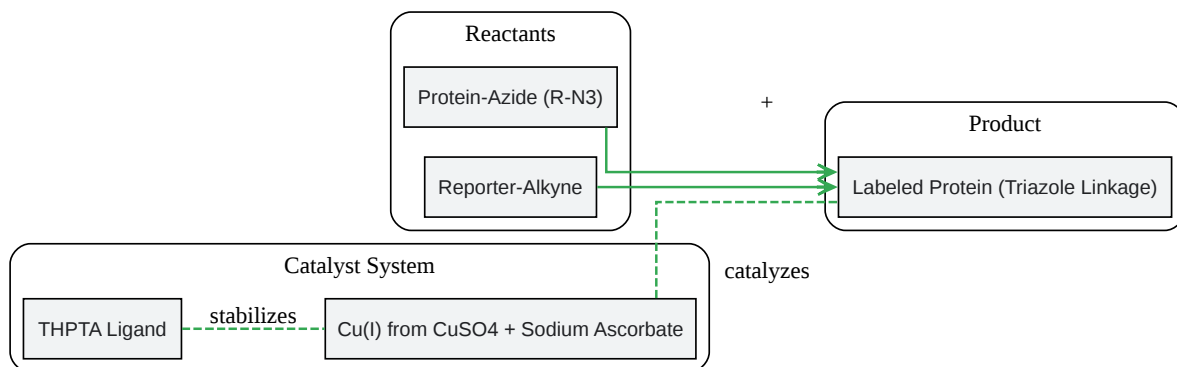 Reactants
Protein-Azide (R-N3)
+
Product
Reporter-Alkyne
Labeled Protein (Triazole Linkage)
Catalyst System
catalyzes
THPTA Ligand
stabilizes
Cu(I) from CuSO4 + Sodium Ascorbate